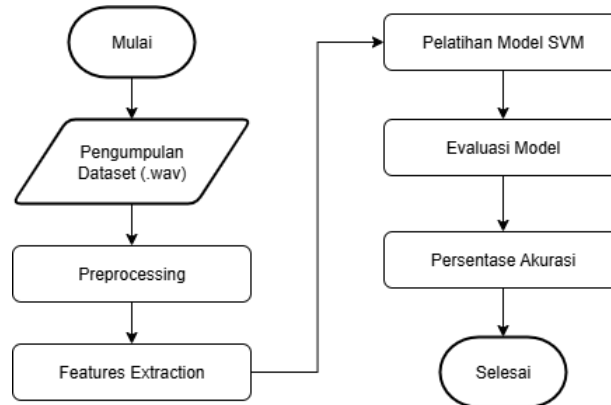 Mulai
Pengumpulan
Dataset (.wav)
Preprocessing
Features Extraction
Pelatihan Model SVM
Evaluasi Model
Persentase Akurasi
Selesai